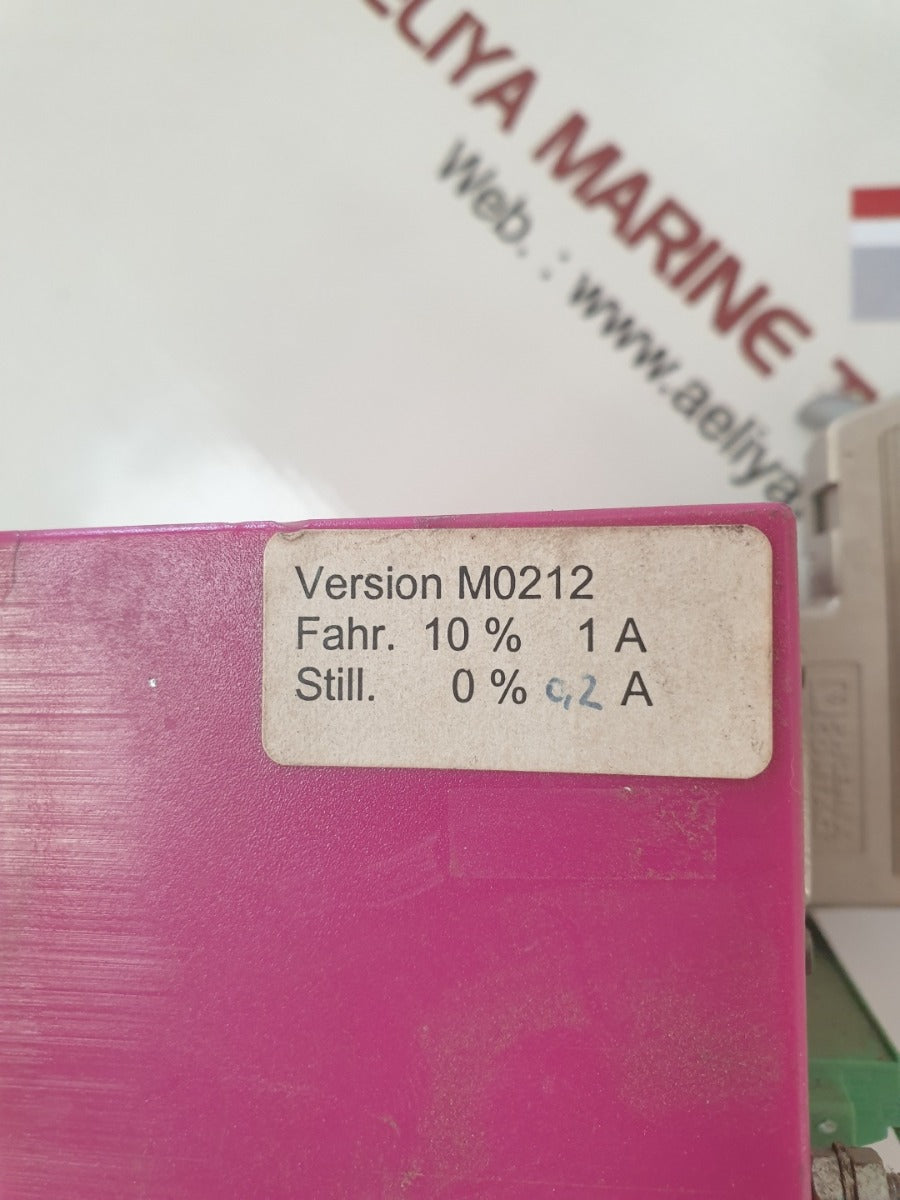 ELIYA MARINE T
Web. : www.aeliya.
Version M0212
Fahr. 10 % 1 A
Still. 0 % 0,2 A